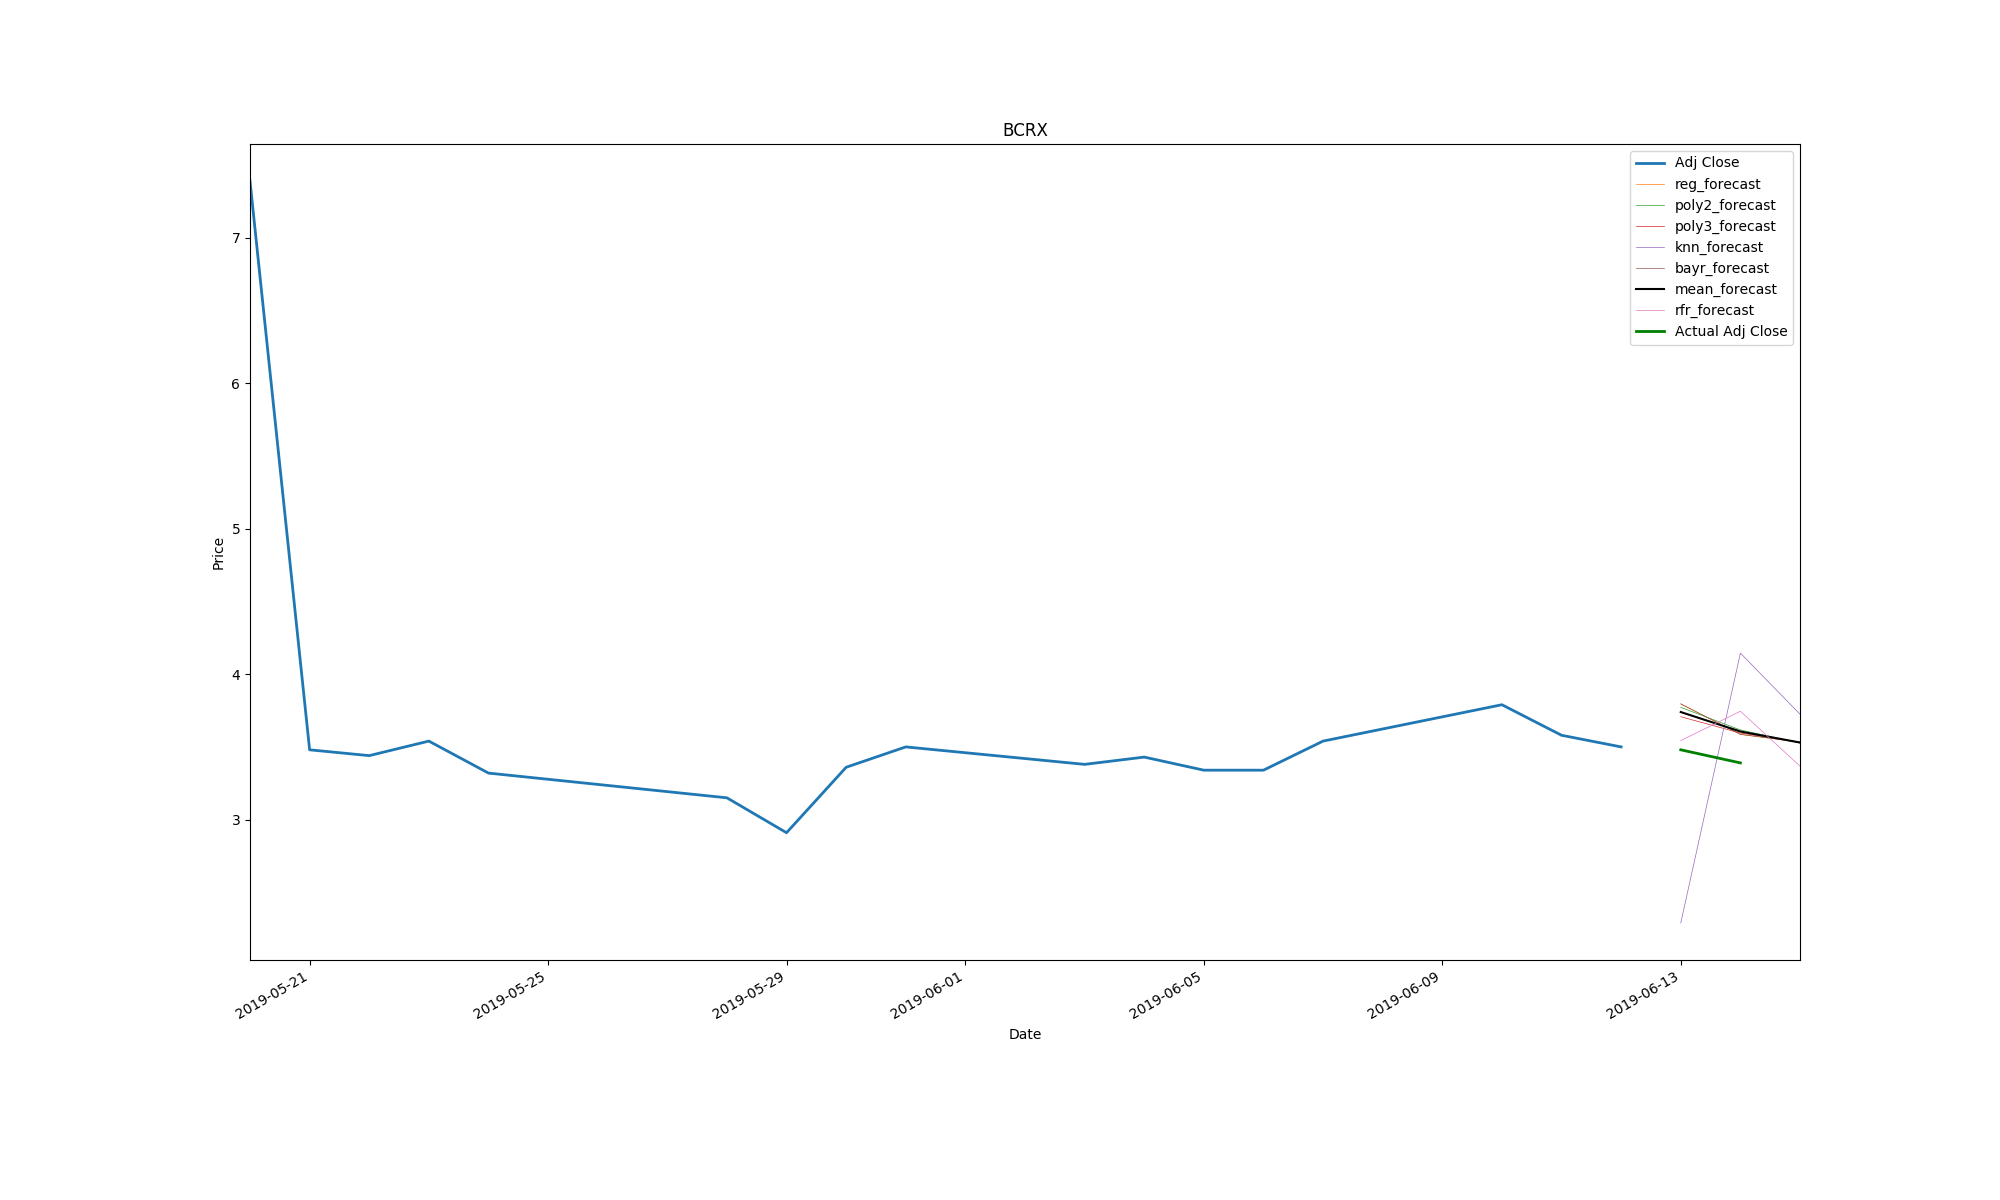 BCRX
Adj Close
reg_forecast
poly2_forecast
poly3_forecast
knn_forecast
bayr_forecast
mean_forecast
rfr_forecast
Actual Adj Close
7
6
5
4
3
Price
2019-05-21
2019-05-25
2019-05-29
2019-06-01
2019-06-05
2019-06-09
2019-06-13
Date